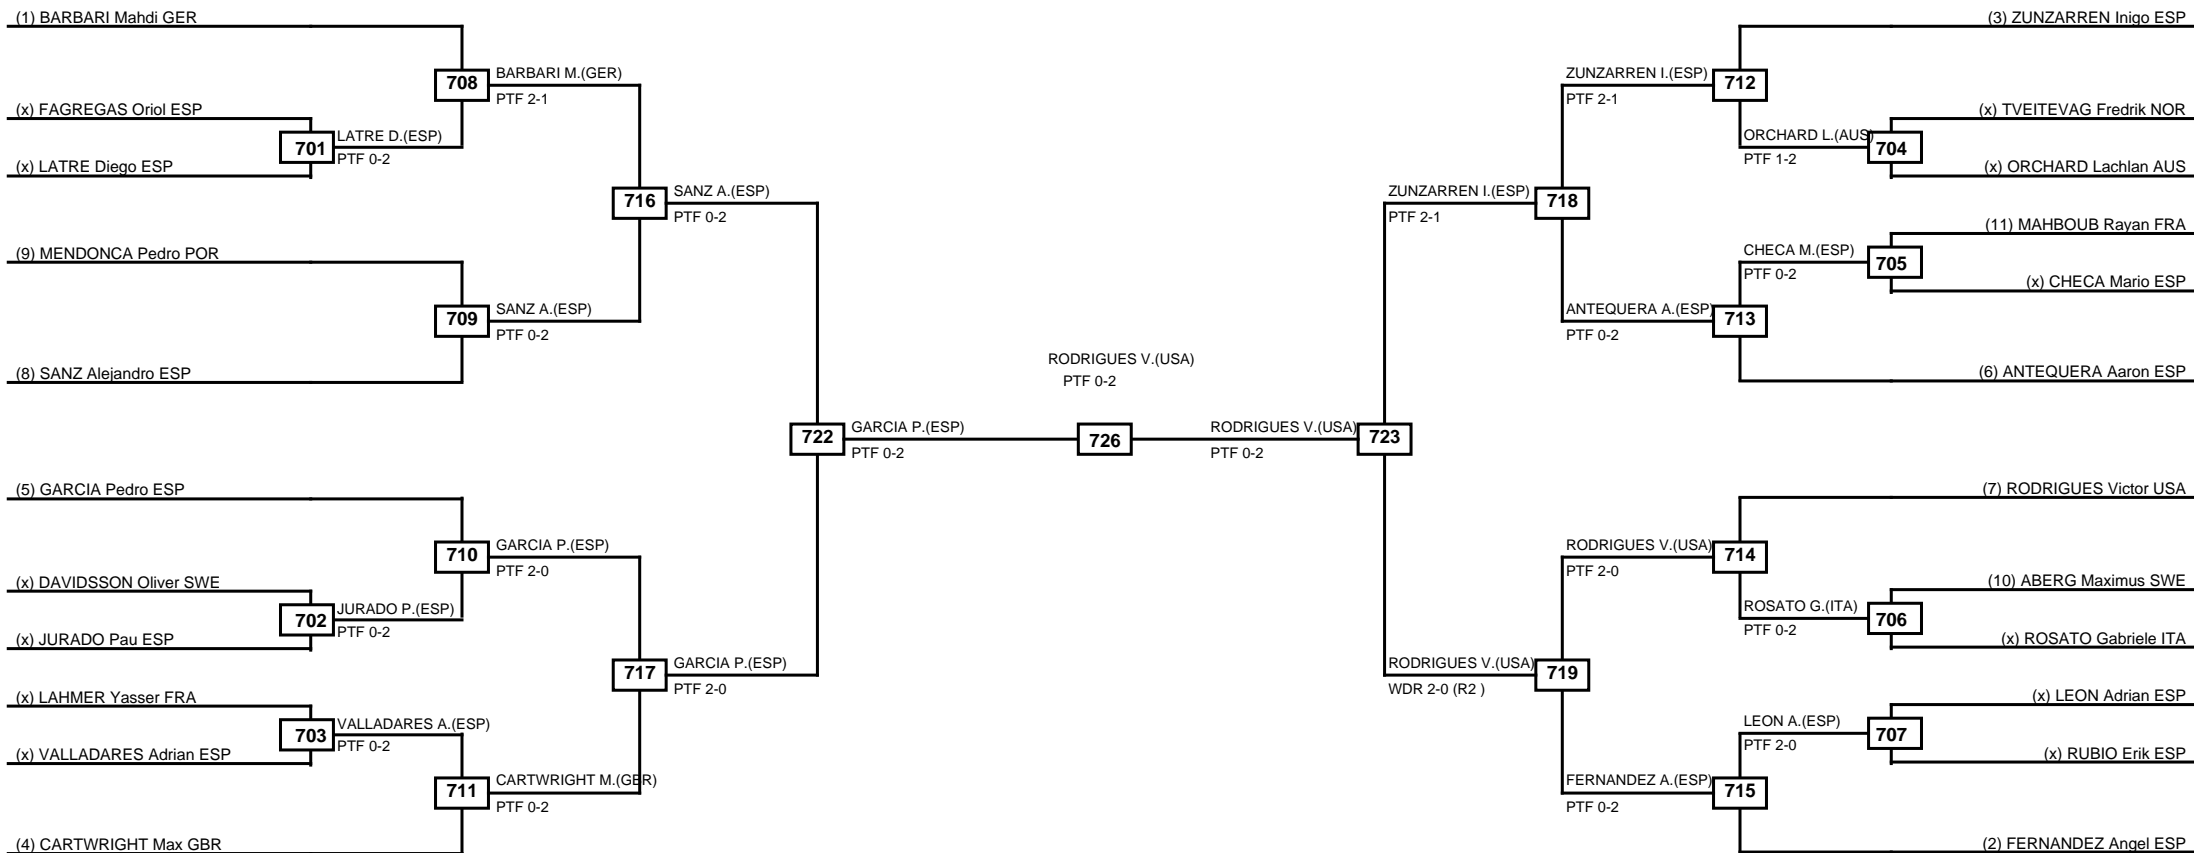 (1) BARBARI Mahdi GER
708
BARBARI M.(GER)
PTF 2-1
(x) FAGREGAS Oriol ESP
701
LATRE D.(ESP)
PTF 0-2
(x) LATRE Diego ESP
716
SANZ A.(ESP)
PTF 0-2
(9) MENDONCA Pedro POR
709
SANZ A.(ESP)
PTF 0-2
(8) SANZ Alejandro ESP
722
GARCIA P.(ESP)
PTF 0-2
(5) GARCIA Pedro ESP
710
GARCIA P.(ESP)
PTF 2-0
(x) DAVIDSSON Oliver SWE
702
JURADO P.(ESP)
PTF 0-2
(x) JURADO Pau ESP
717
GARCIA P.(ESP)
PTF 2-0
(x) LAHMER Yasser FRA
703
VALLADARES A.(ESP)
PTF 0-2
(x) VALLADARES Adrian ESP
711
CARTWRIGHT M.(GBR)
PTF 0-2
(4) CARTWRIGHT Max GBR
RODRIGUES V.(USA)
PTF 0-2
726
(3) ZUNZARREN Inigo ESP
ZUNZARREN I.(ESP)
712
PTF 2-1
(x) TVEITEVAG Fredrik NOR
ORCHARD L.(AUS)
704
PTF 1-2
(x) ORCHARD Lachlan AUS
ZUNZARREN I.(ESP)
718
PTF 2-1
(11) MAHBOUB Rayan FRA
CHECA M.(ESP)
705
PTF 0-2
(x) CHECA Mario ESP
ANTEQUERA A.(ESP)
713
PTF 0-2
(6) ANTEQUERA Aaron ESP
RODRIGUES V.(USA)
723
PTF 0-2
(7) RODRIGUES Victor USA
RODRIGUES V.(USA)
714
PTF 2-0
(10) ABERG Maximus SWE
ROSATO G.(ITA)
706
PTF 0-2
(x) ROSATO Gabriele ITA
RODRIGUES V.(USA)
719
WDR 2-0 (R2 )
(x) LEON Adrian ESP
LEON A.(ESP)
707
PTF 2-0
(x) RUBIO Erik ESP
FERNANDEZ A.(ESP)
715
PTF 0-2
(2) FERNANDEZ Angel ESP